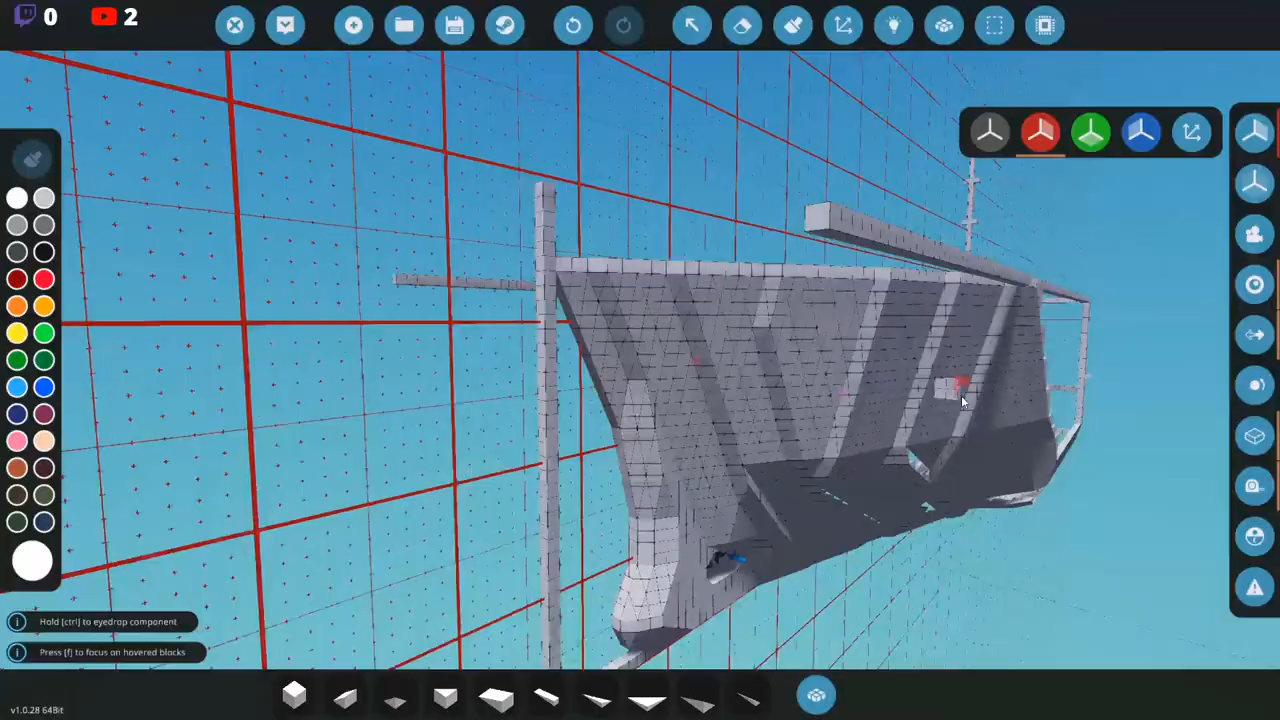 0
2
Hold [ctrl] to eyedrop component
Press [f] to focus on hovered blocks
v1.0.28 64Bit